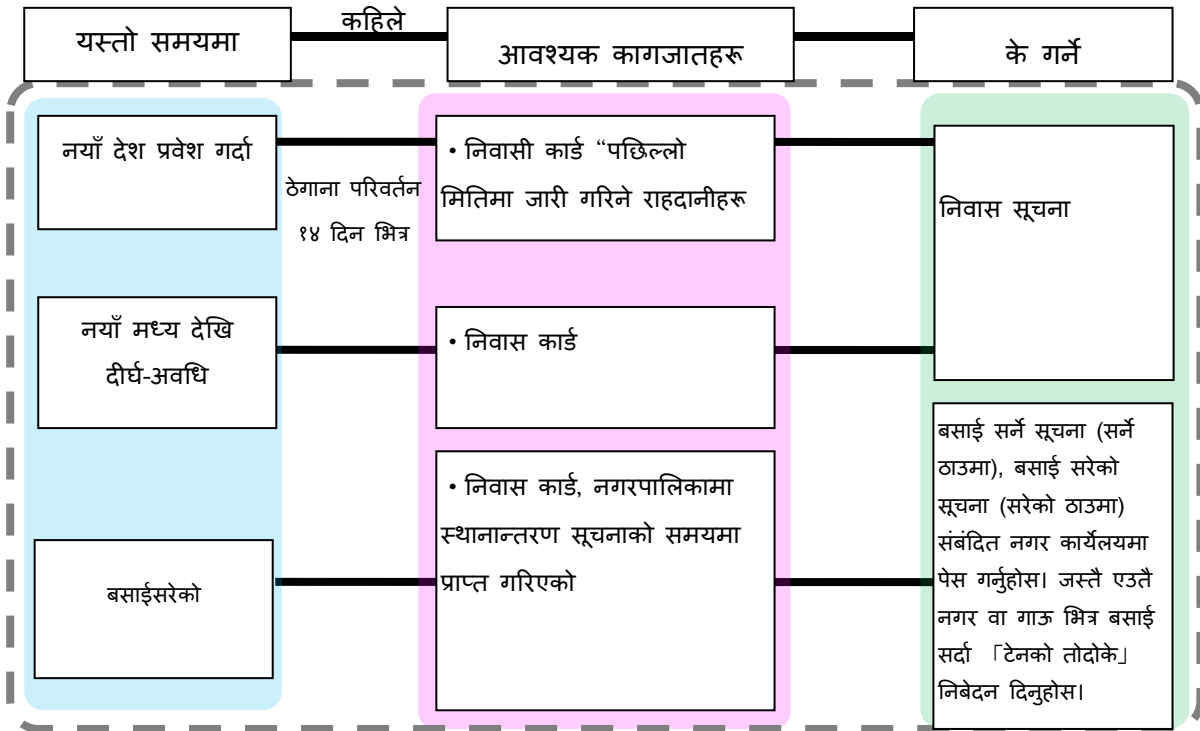 यस्तो समयमा
कहिले
आवश्यक कागजातहरू
के गर्ने
नयाँ देश प्रवेश गर्दा
ठेगाना परिवर्तन
१४ दिन भित्र
• निवासी कार्ड “पछिल्लो
मितिमा जारी गरिने राहदानीहरू
निवास सूचना
नयाँ मध्य देखि
दीर्घ-अवधि
• निवास कार्ड
बसाईसरेको
• निवास कार्ड, नगरपालिकामा
स्थानान्तरण सूचनाको समयमा
प्राप्त गरिएको
बसाई सर्ने सूचना (सर्ने
ठाउमा), बसाई सरेको
सूचना (सरेको ठाउमा)
संबंदित नगर कार्येलयमा
पेस गर्नुहोस। जस्तै एउतै
नगर वा गाऊ भित्र बसाई
सर्दा 「टेनको तोदोके」
निबेदन दिनुहोस।